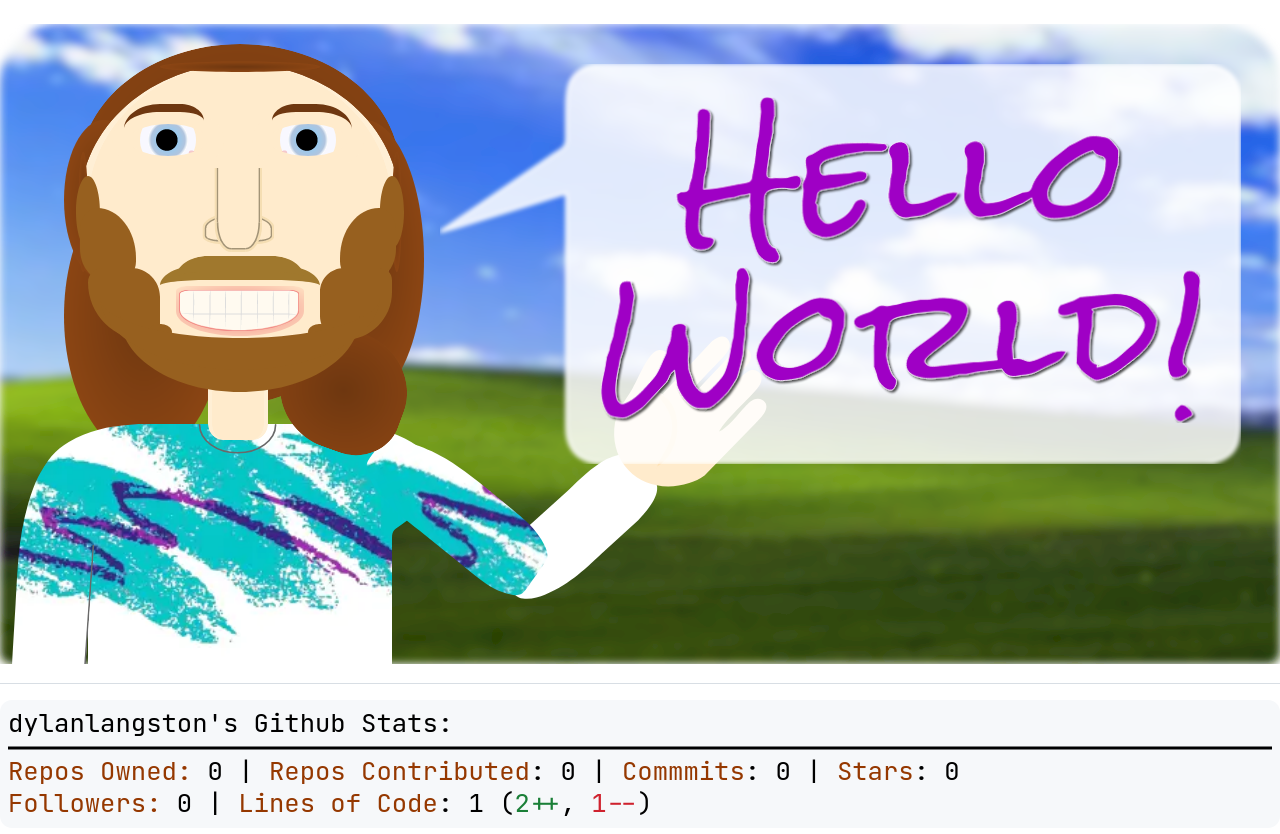 Hello
World!
dylanlangston's Github Stats:
Repos Owned: 0 | Repos Contributed: 0 | Commmits: 0 | Stars: 0
Followers: 0 | Lines of Code: 1 (2++, 1--)